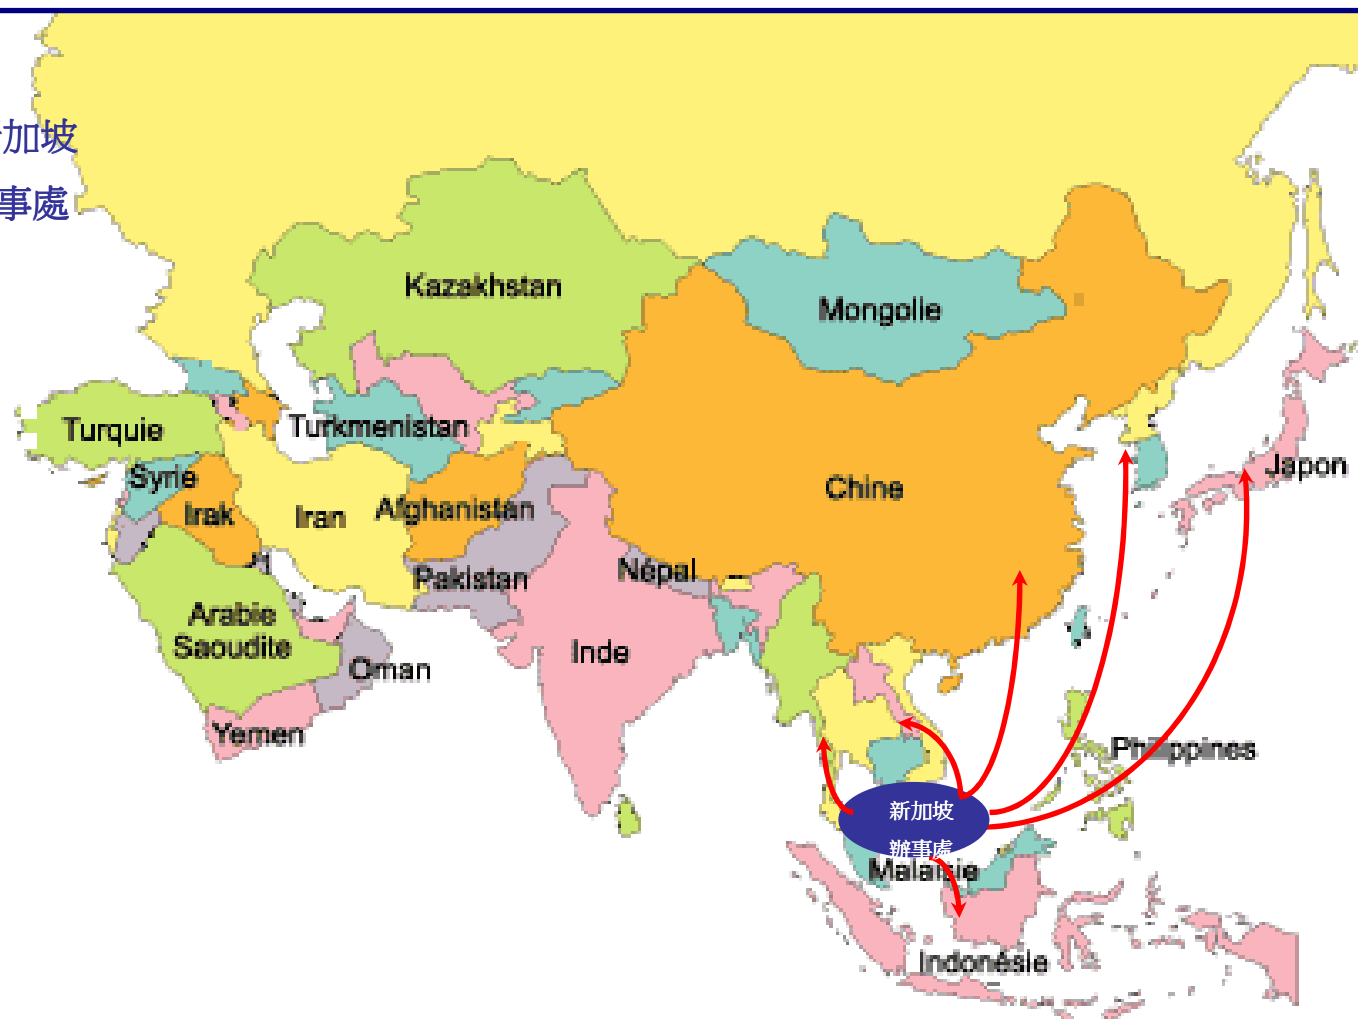 加坡
事處
Kazakhstan
Mongolie
Turquie
Turkmenistan
Syrie
Irak
Iran
Afghanistan
Chine
Japon
Pakistan
Népal
Arabie
Saoudite
Inde
Oman
Yemen
Philippines
新加坡
辦事處
Malaisie
Indonésie